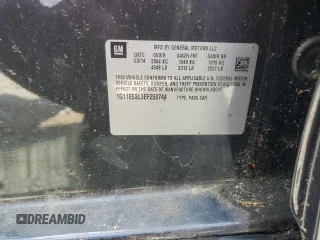 GM
MFD BY GENERAL MOTORS LLC
DATE GVWR GAWR FRT GAWR RR
03/14 2064 KG 1049 KG 1015 KG
4549 LB 2312 LB 2237 LB
THIS VEHICLE CONFORMS TO ALL APPLICABLE U.S. FEDERAL
MOTOR VEHICLE SAFETY, BUMPER, AND THEFT PREVENTION
STANDARDS IN EFFECT ON THE DATE OF
MANUFACTURE SHOWN ABOVE.
TYPE: PASS CAR
DREAMBID